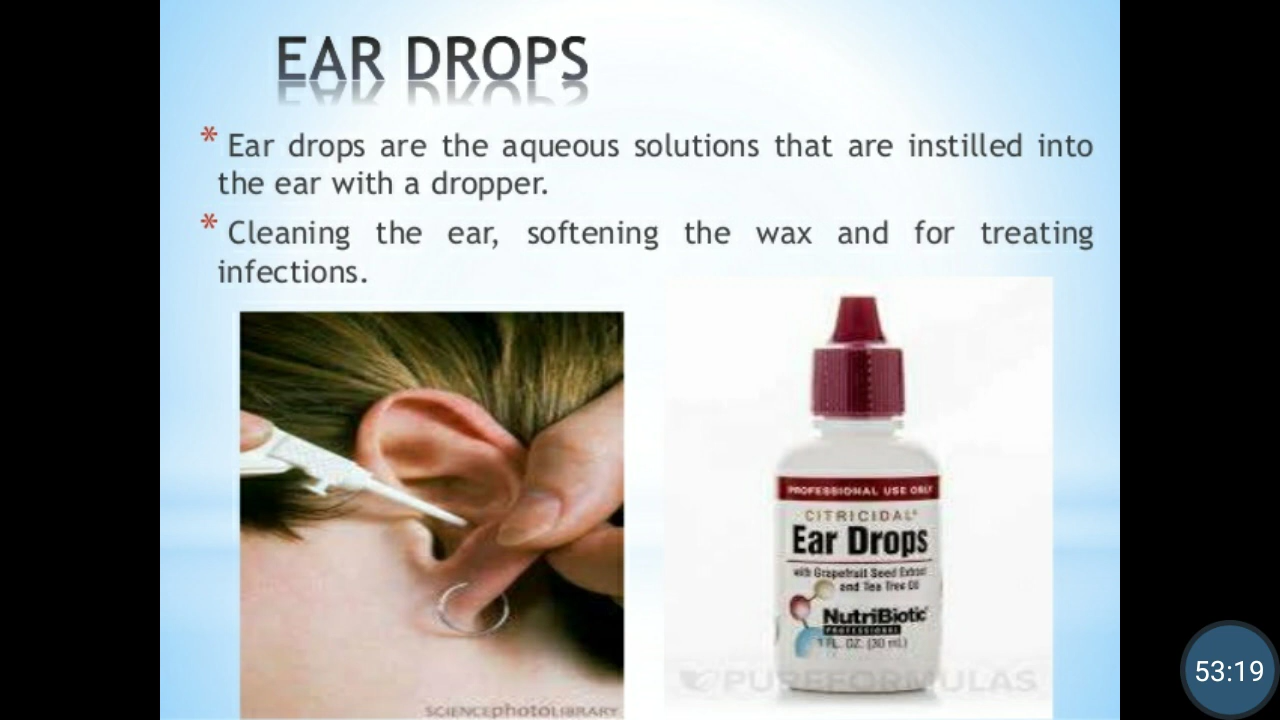 EAR DROPS
* Ear drops are the aqueous solutions that are instilled into
the ear with a dropper.
* Cleaning the ear, softening the wax and for treating
infections.
PROFESSIONAL USE ONLY
CITRICIDAL®
Ear Drops
with Grapefruit Seed Extract
and Tea Tree Oil
NutriBiotic
PROFESSIONAL
1 FL. OZ. (30 mL)
PUREFORMULAS
SCIENCEphotoLIBRARY
53:19